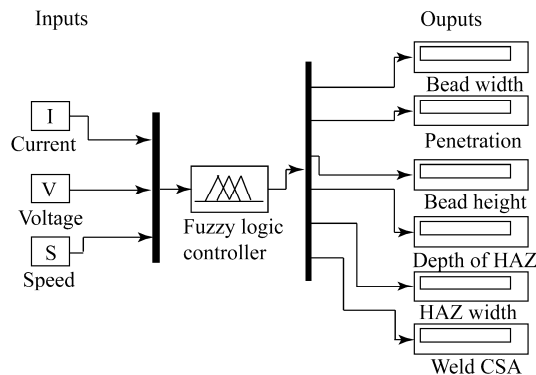 Inputs
Ouputs
I
Current
V
Voltage
S
Speed
Fuzzy logic
controller
Bead width
Penetration
Bead height
Depth of HAZ
HAZ width
Weld CSA